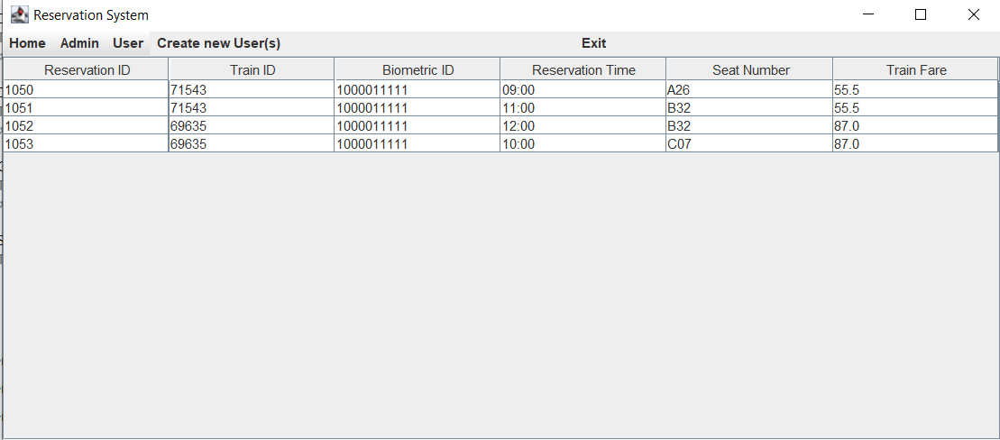 Reservation System
Home Admin User Create new User(s) Exit
Reservation ID Train ID Biometric ID Reservation Time Seat Number Train Fare
1050 71543 1000011111 09:00 A26 55.5
1051 71543 1000011111 11:00 B32 55.5
1052 69635 1000011111 12:00 B32 87.0
1053 69635 1000011111 10:00 C07 87.0